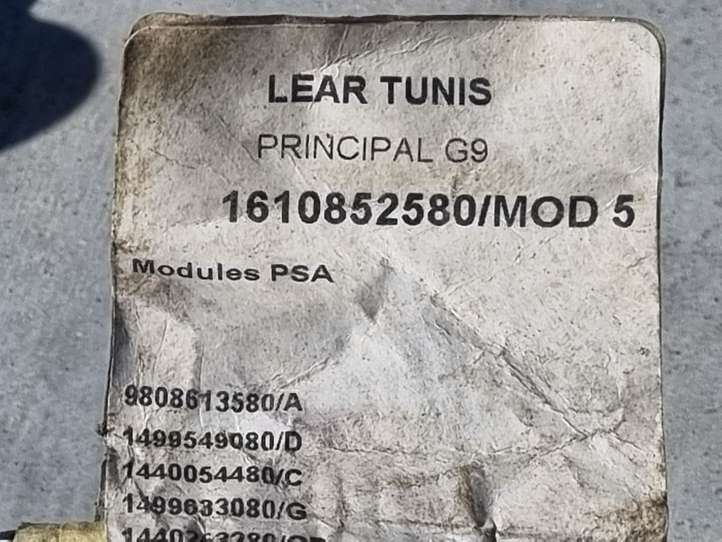 LEAR TUNIS
PRINCIPAL G9
1610852580/MOD 5
Modules PSA
9808613580/A
1499549080/D
1440054480/C
1499633080/G